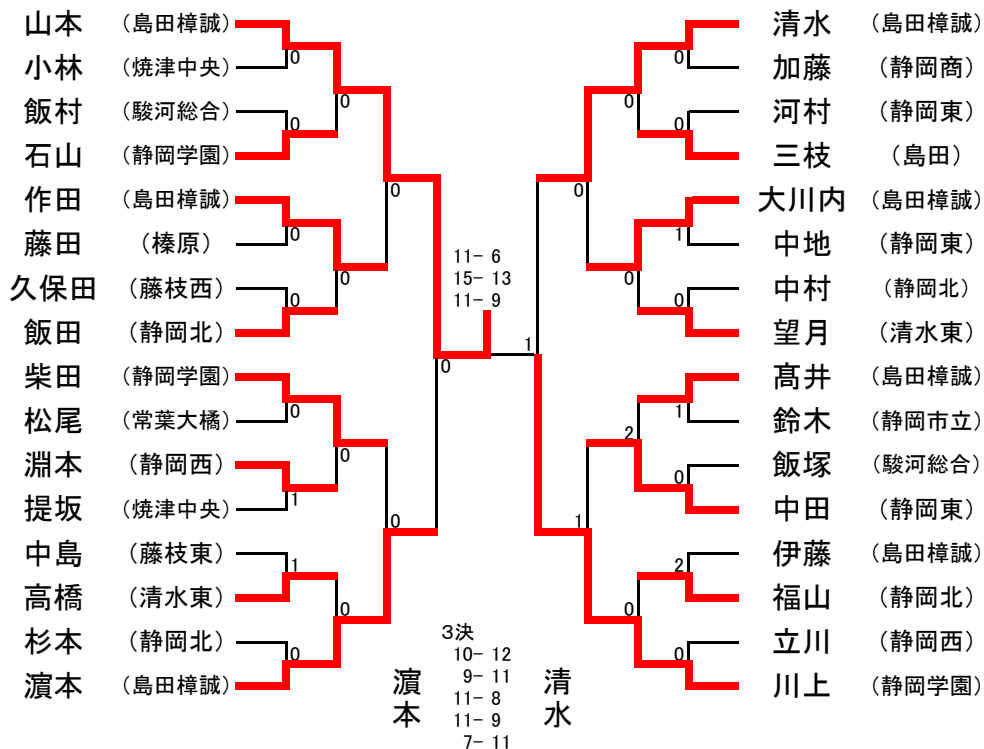 山本 （島田樟誠）
0
小林 （焼津中央）
0
飯村 （駿河総合）
0
石山 （静岡学園）
0
作田 （島田樟誠）
0
藤田 （榛原）
0
久保田 （藤枝西）
0
飯田 （静岡北）
柴田 （静岡学園）
0
松尾 （常葉大橘）
0
淵本 （静岡西）
1
提坂 （焼津中央）
0
中島 （藤枝東）
1
高橋 （清水東）
0
杉本 （静岡北）
0
濵本 （島田樟誠）
11- 6
15- 13
11- 9
0
1
3決
10- 12
9- 11
11- 8
11- 9
7- 11
濵本
清水
清水 （島田樟誠）
0
加藤 （静岡商）
0
河村 （静岡東）
0
三枝 （島田）
0
大川内 （島田樟誠）
1
中地 （静岡東）
0
中村 （静岡北）
0
望月 （清水東）
髙井 （島田樟誠）
1
鈴木 （静岡市立）
2
飯塚 （駿河総合）
0
中田 （静岡東）
1
伊藤 （島田樟誠）
2
福山 （静岡北）
0
立川 （静岡西）
0
川上 （静岡学園）